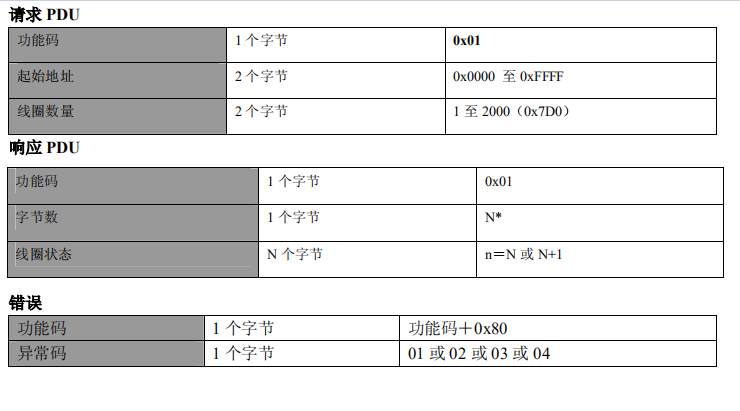 请求 PDU
功能码 1 个字节 0x01
起始地址 2 个字节 0x0000 至 0xFFFF
线圈数量 2 个字节 1 至 2000（0x7D0）
响应 PDU
功能码 1 个字节 0x01
字节数 1 个字节 N*
线圈状态 N 个字节 n＝N 或 N+1
错误
功能码 1 个字节 功能码＋0x80
异常码 1 个字节 01 或 02 或 03 或 04